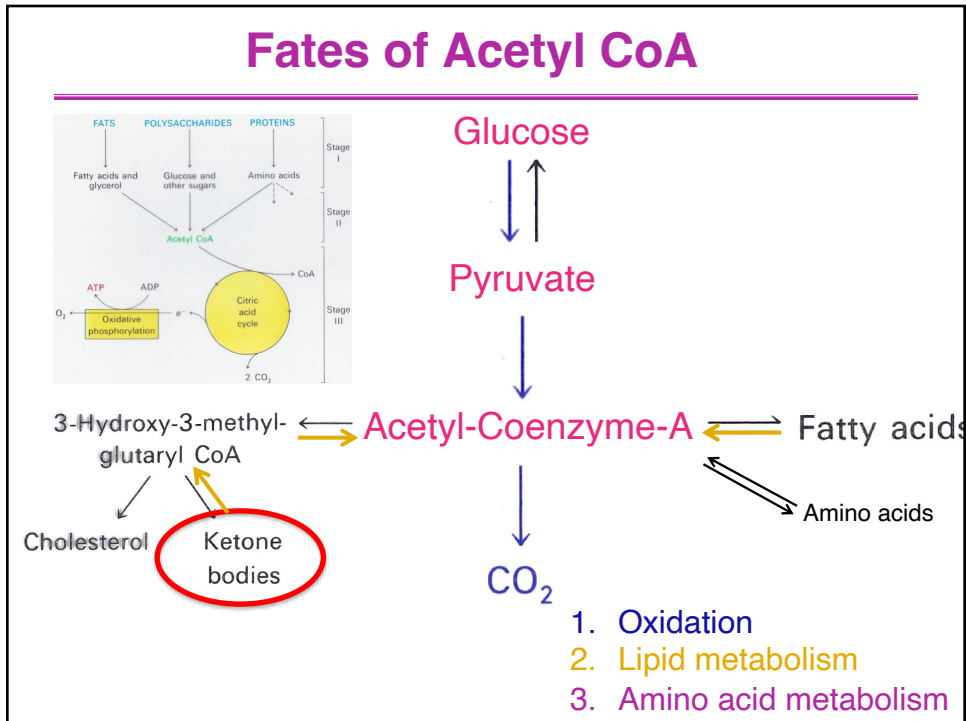 Fates of Acetyl CoA
FATS POLYSACCHARIDES PROTEINS
Stage
I
Fatty acids and
glycerol
Glucose and
other sugars
Amino acids
Stage
II
Acetyl CoA
CoA
ATP
ADP
Citric
acid
cycle
O₂
Oxidative
phosphorylation
e⁻
Stage
III
2 CO₂
Glucose
Pyruvate
3-Hydroxy-3-methyl-
glutaryl CoA
Acetyl-Coenzyme-A
Fatty acids
Amino acids
Cholesterol
Ketone
bodies
CO₂
1. Oxidation
2. Lipid metabolism
3. Amino acid metabolism